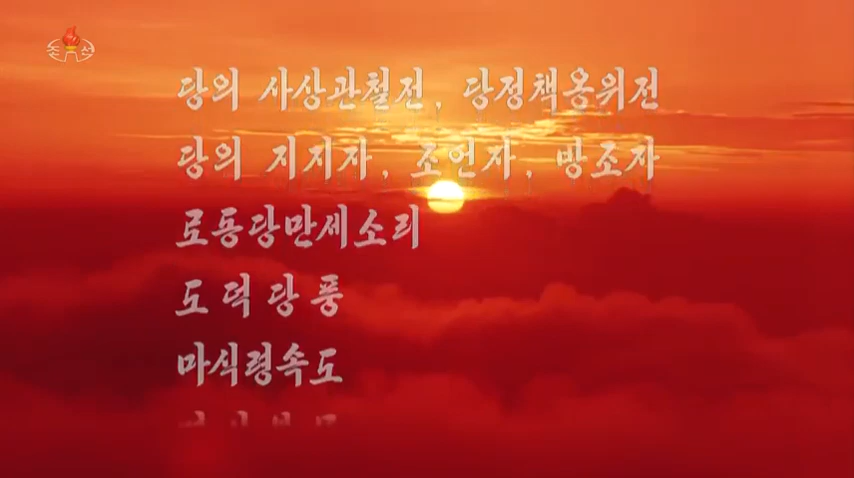 조선
당의 사상관철전, 당정책옹위전
당의 지지자, 조언자, 방조자
로동당만세소리
도덕당풍
마식령속도